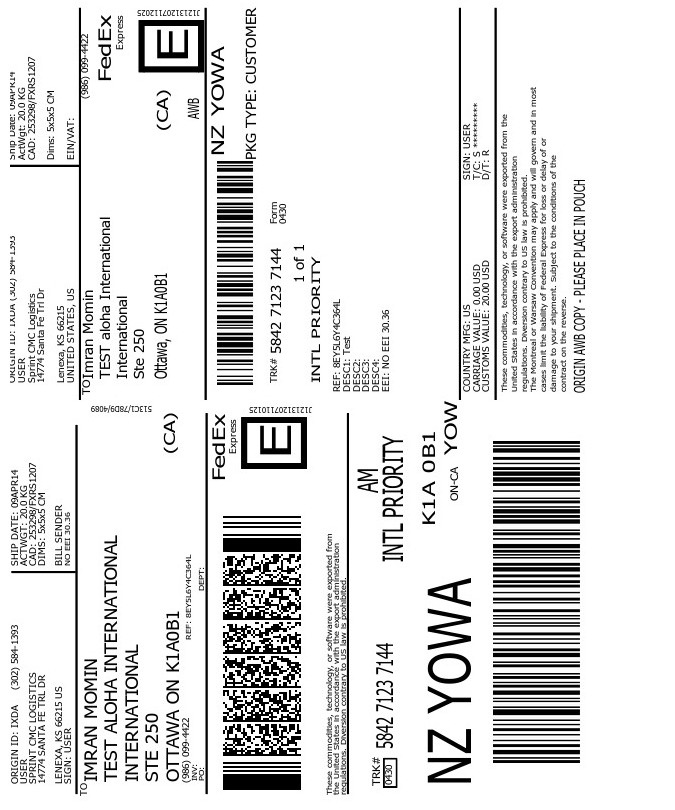 ORIGIN ID: IXDA (302) 584-1393
USER
SPRINT CMC LOGISTICS
14774 SANTA FE TRL DR
LENEXA, KS 66215 US
SIGN: USER
SHIP DATE: 09APR14
ACTWGT: 20.0 KG
CAD: 253298/FXRS1207
DIMS: 5x5x5 CM
BILL SENDER
NO EEI 30.36
TO IMRAN MOMIN
TEST ALOHA INTERNATIONAL
INTERNATIONAL
STE 250
OTTAWA ON K1A0B1
(CA)
(986) 099-4422
REF: 8EY5L6Y4C364L
INV:
PO:
DEPT:
513C1/7809/4089
FedEx
Express
E
J121312071120125
These commodities, technology, or software were exported from
the United States in accordance with the export administration
regulations. Diversion contrary to US law is prohibited.
TRK# 5842 7123 7144
0430
AM
INTL PRIORITY
NZ YOWA
K1A 0B1
ON-CA YOW
ORIGIN ID: IXDA (302) 584-1393
USER
Sprint CMC Logistics
14774 Santa Fe Trl Dr
Lenexa, KS 66215
UNITED STATES, US
Ship Date: 09APR14
ActWgt: 20.0 KG
CAD: 253298/FXRS1207
Dims: 5x5x5 CM
EIN/VAT:
TO Imran Momin
TEST aloha International
International
Ste 250
Ottawa, ON K1A0B1
(986) 099-4422
FedEx
Express
E
J121312071120125
(CA)
AWB
NZ YOWA
PKG TYPE: CUSTOMER
TRK# 5842 7123 7144
Form
0430
1 of 1
INTL PRIORITY
REF: 8EY5L6Y4C364L
DESC1: Test
DESC2:
DESC3:
DESC4:
EEI: NO EEI 30.36
COUNTRY MFG: US
CARRIAGE VALUE: 0.00 USD
CUSTOMS VALUE: 20.00 USD
SIGN: USER
T/C: S *********
D/T: R
These commodities, technology, or software were exported from the
United States in accordance with the export administration
regulations. Diversion contrary to US law is prohibited.
The Montreal or Warsaw Convention may apply and will govern and in most
cases limit the liability of Federal Express for loss or delay of or
damage to your shipment. Subject to the conditions of the
contract on the reverse.
ORIGIN AWB COPY - PLEASE PLACE IN POUCH